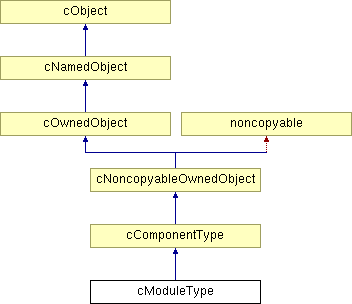 cObject
cNamedObject
cOwnedObject
noncopyable
cNoncopyableOwnedObject
cComponentType
cModuleType